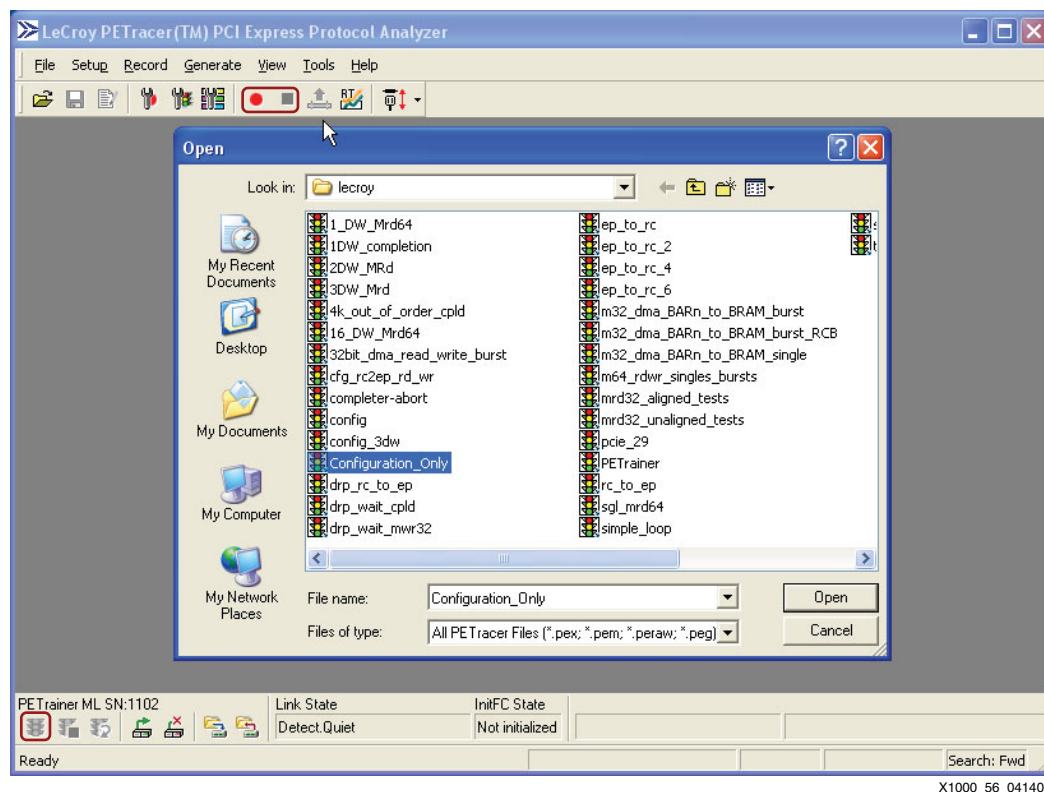 LeCroy PETracer(TM) PCI Express Protocol Analyzer
File Setup Record Generate View Tools Help
RT
Open
Look in: lecroy
My Recent Documents
Desktop
My Documents
My Computer
My Network Places
1_DW_Mrd64
1DW_completion
2DW_MRd
3DW_Mrd
4k_out_of_order_cpld
16_DW_Mrd64
32bit_dma_read_write_burst
cfg_rc2ep_rd_wr
completer-abort
config
config_3dw
Configuration_Only
drp_rc_to_ep
drp_wait_cpld
drp_wait_mwr32
ep_to_rc
ep_to_rc_2
ep_to_rc_4
ep_to_rc_6
m32_dma_BARn_to_BRAM_burst
m32_dma_BARn_to_BRAM_burst_RCB
m32_dma_BARn_to_BRAM_single
m64_rdwr_singles_bursts
mrd32_aligned_tests
mrd32_unaligned_tests
pcie_29
PETrainer
rc_to_ep
sgl_mrd64
simple_loop
File name: Configuration_Only Open
Files of type: All PETracer Files (*.pex; *.pem; *.peraw; *.peg) Cancel
PETrainer ML SN:1102 Link State InitFC State
Detect.Quiet Not initialized
Ready Search: Fwd
X1000_56_04140